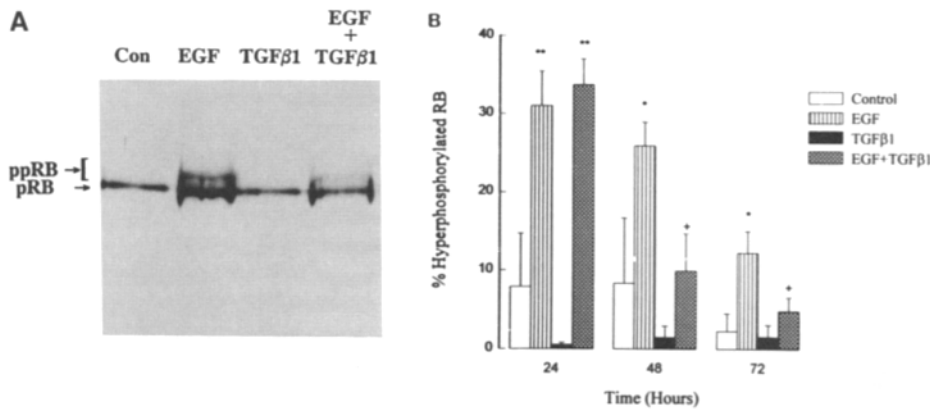 A
Con EGF TGFβ1 EGF + TGFβ1
ppRB →[
pRB →
B
% Hyperphosphorylated RB
40
30
20
10
0
** **
* +
* +
24 48 72
Time (Hours)
Control
EGF
TGFβ1
EGF+TGFβ1